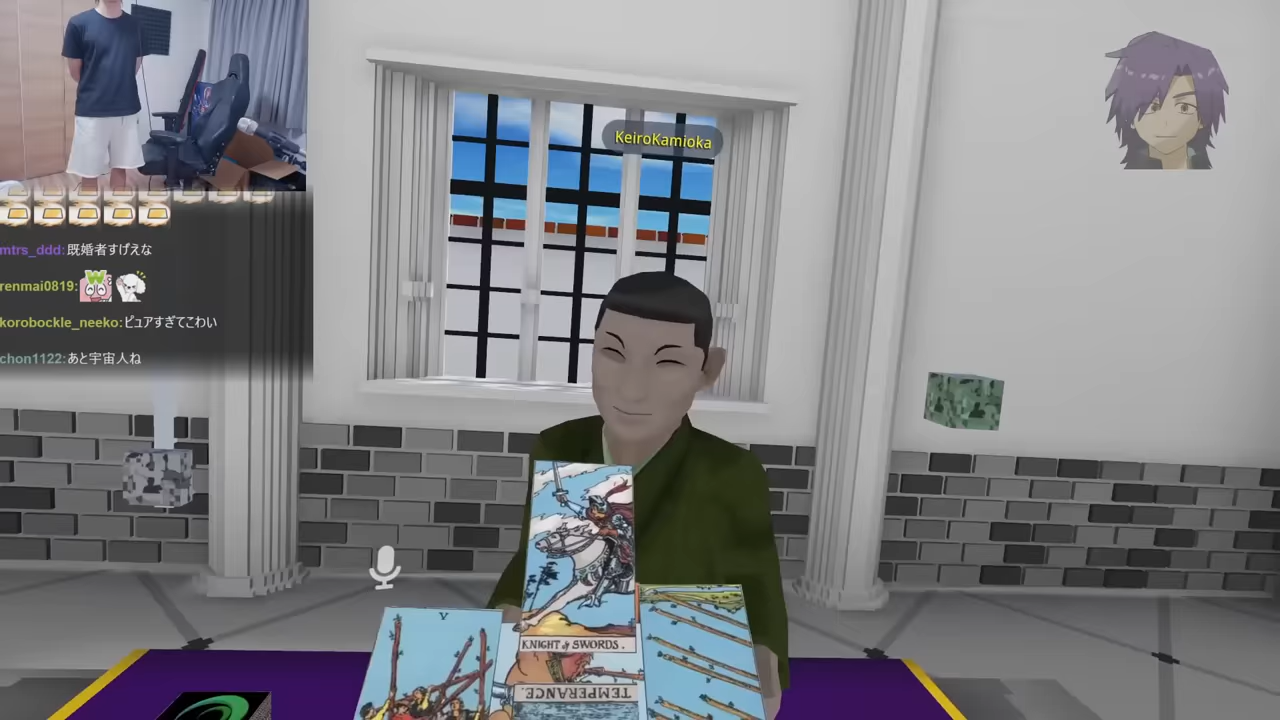 KeiroKamioka
mtrs_ddd:既婚者すげえな
renmai0819:
korobockle_neeko:ピュアすぎてこわい
chon1122:あと宇宙人ね
V
KNIGHT of SWORDS.
TEMPERANCE.